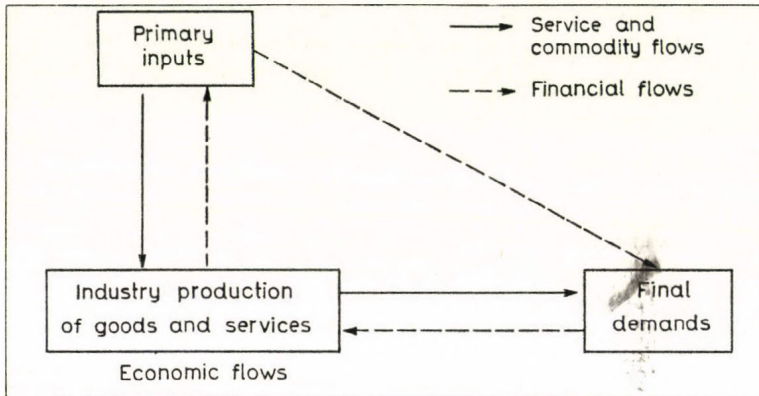 Primary
inputs
Service and
commodity flows
Financial flows
Industry production
of goods and services
Final
demands
Economic flows